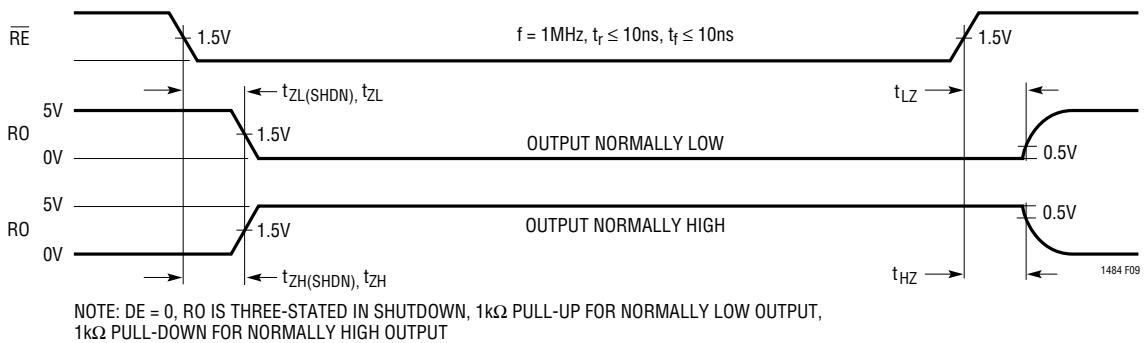 R̅E̅
1.5V
f = 1MHz, tr ≤ 10ns, tf ≤ 10ns
1.5V
tZL(SHDN), tZL
tLZ
5V
RO
1.5V
OUTPUT NORMALLY LOW
0V
0.5V
5V
RO
1.5V
OUTPUT NORMALLY HIGH
0.5V
0V
tZH(SHDN), tZH
tHZ
1484 F09
NOTE: DE = 0, RO IS THREE-STATED IN SHUTDOWN, 1kΩ PULL-UP FOR NORMALLY LOW OUTPUT,
1kΩ PULL-DOWN FOR NORMALLY HIGH OUTPUT